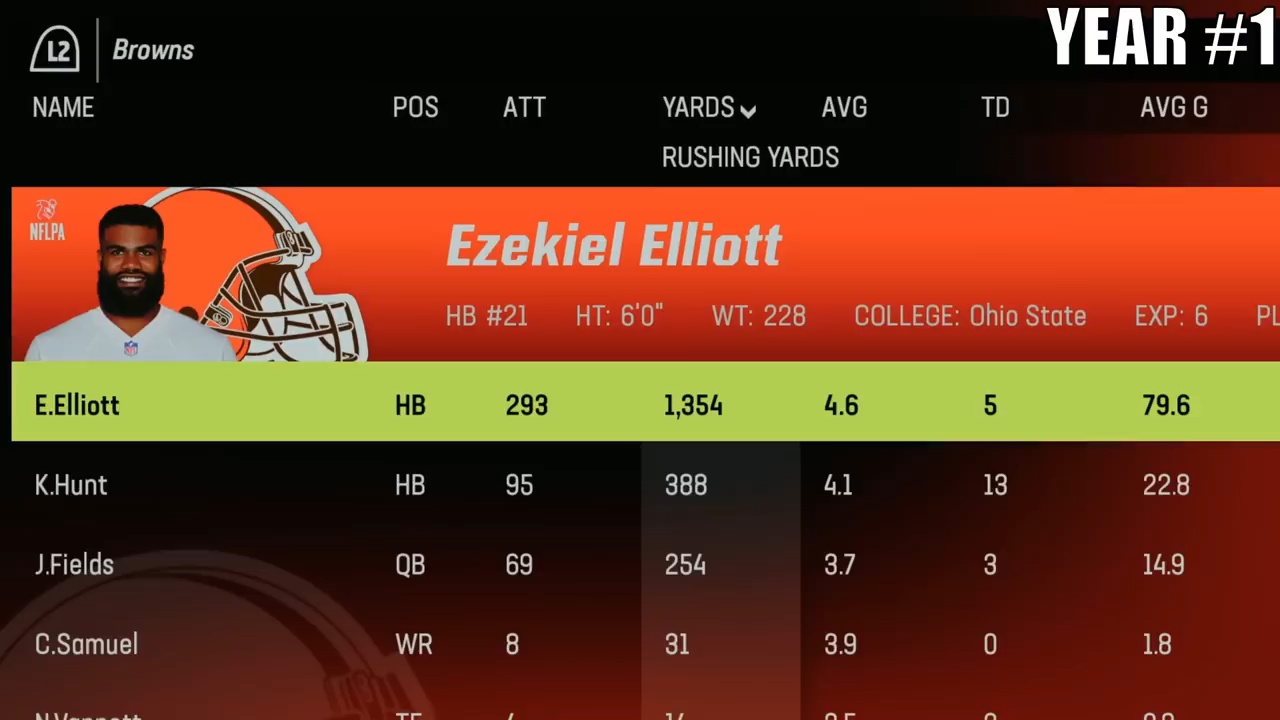 YEAR #1
L2 Browns
NAME POS ATT YARDS AVG TD AVG G
RUSHING YARDS
NFLPA
Ezekiel Elliott
HB #21 HT: 6'0" WT: 228 COLLEGE: Ohio State EXP: 6 PL
E.Elliott HB 293 1,354 4.6 5 79.6
K.Hunt HB 95 388 4.1 13 22.8
J.Fields QB 69 254 3.7 3 14.9
C.Samuel WR 8 31 3.9 0 1.8